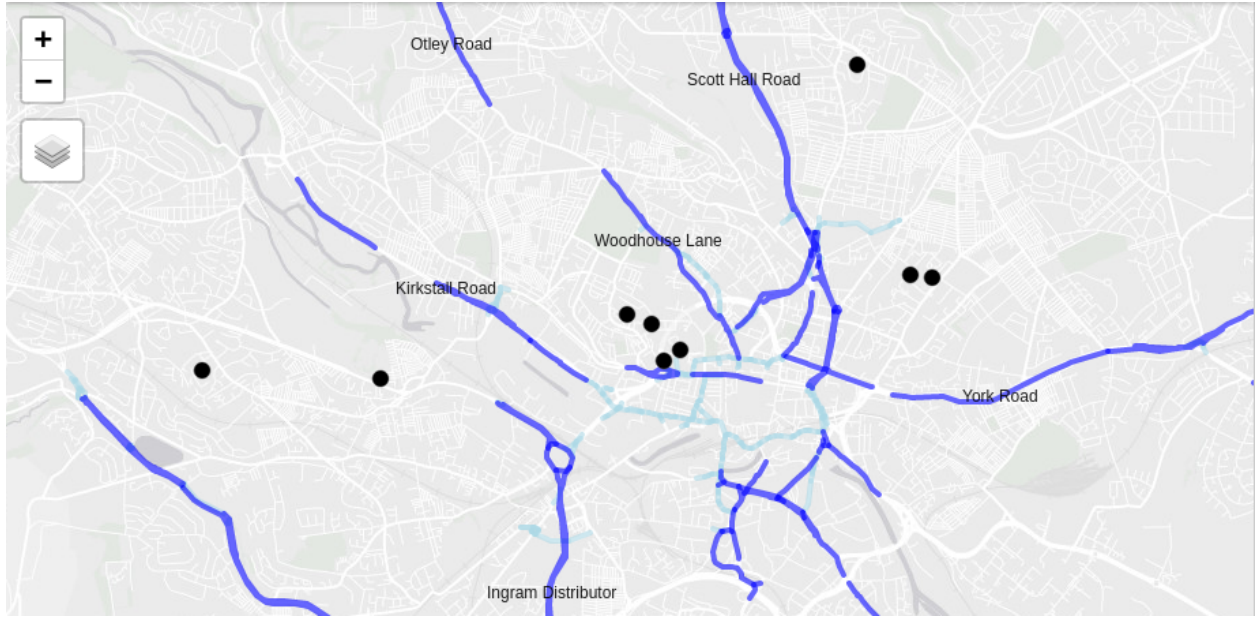 +
−
Otley Road
Scott Hall Road
Woodhouse Lane
Kirkstall Road
York Road
Ingram Distributor